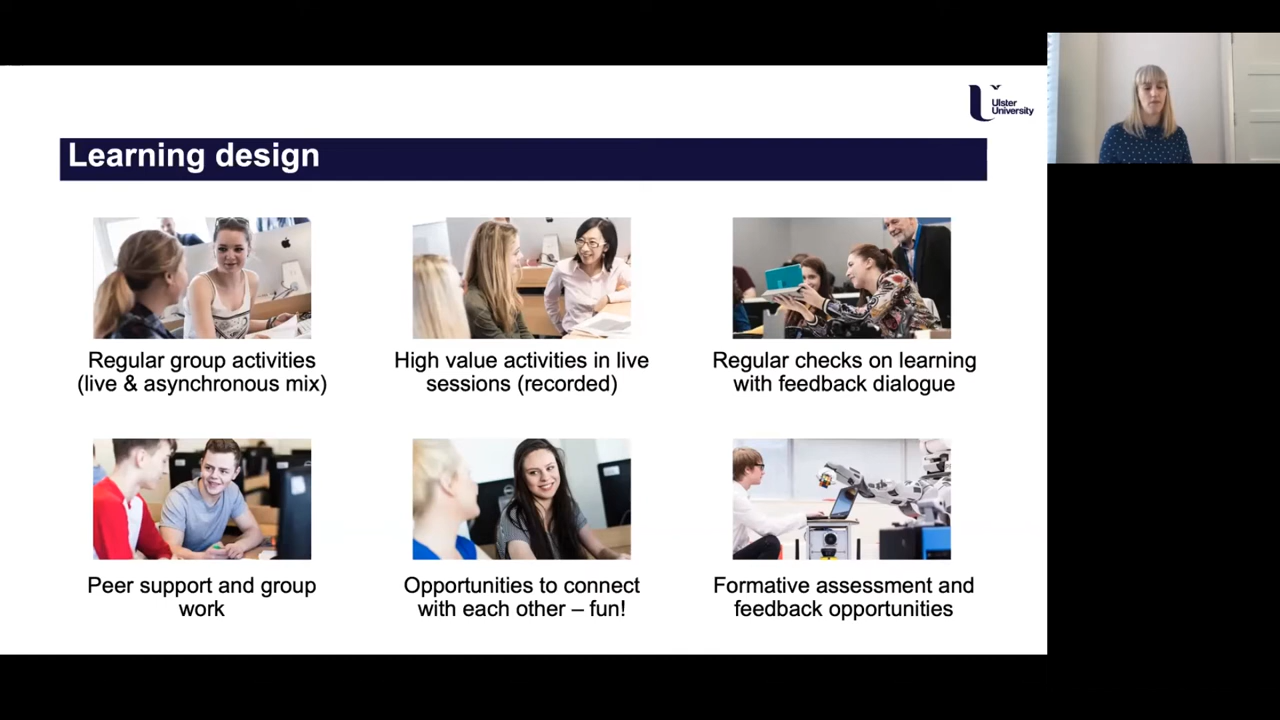 Ulster
University
Learning design
Regular group activities
(live & asynchronous mix)
High value activities in live
sessions (recorded)
Regular checks on learning
with feedback dialogue
Peer support and group
work
Opportunities to connect
with each other – fun!
Formative assessment and
feedback opportunities